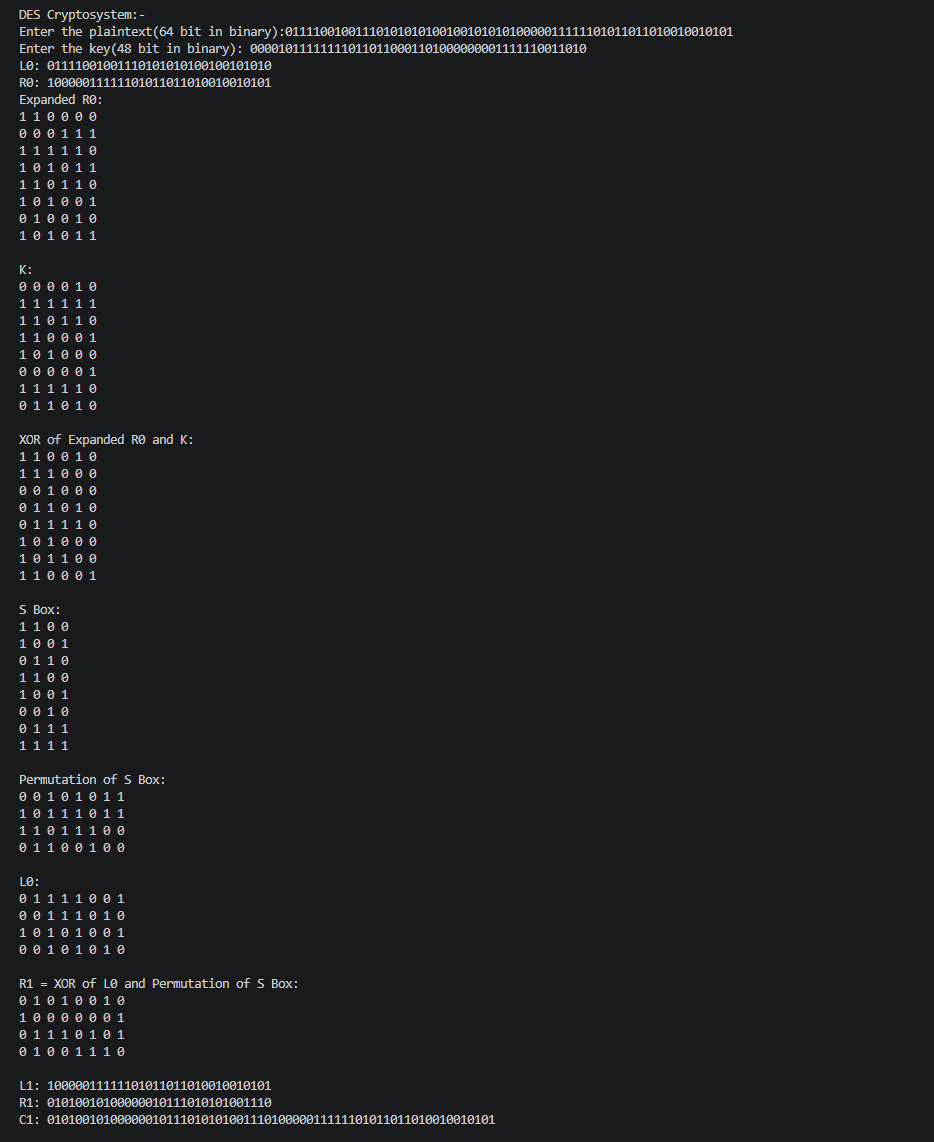 DES Cryptosystem:-
Enter the plaintext(64 bit in binary):0111100100111010101010010010101010000011111101011011010010010101
Enter the key(48 bit in binary): 000010111111110110110001101000000001111110011010
L0: 01111001001110101010100100101010
R0: 10000011111101011011010010010101
Expanded R0:
1 1 0 0 0 0
0 0 0 1 1 1
1 1 1 1 1 0
1 0 1 0 1 1
1 1 0 1 1 0
1 0 1 0 0 1
0 1 0 0 1 0
1 0 1 0 1 1
K:
0 0 0 0 1 0
1 1 1 1 1 1
1 1 0 1 1 0
1 1 0 0 0 1
1 0 1 0 0 0
0 0 0 0 0 1
1 1 1 1 1 0
0 1 1 0 1 0
XOR of Expanded R0 and K:
1 1 0 0 1 0
1 1 1 0 0 0
0 0 1 0 0 0
0 1 1 0 1 0
0 1 1 1 1 0
1 0 1 0 0 0
1 0 1 1 0 0
1 1 0 0 0 1
S Box:
1 1 0 0
1 0 0 1
0 1 1 0
1 1 0 0
1 0 0 1
0 0 1 0
0 1 1 1
1 1 1 1
Permutation of S Box:
0 0 1 0 1 0 1 1
1 0 1 1 1 0 1 1
1 1 0 1 1 1 0 0
0 1 1 0 0 1 0 0
L0:
0 1 1 1 1 0 0 1
0 0 1 1 1 0 1 0
1 0 1 0 1 0 0 1
0 0 1 0 1 0 1 0
R1 = XOR of L0 and Permutation of S Box:
0 1 0 1 0 0 1 0
1 0 0 0 0 0 0 1
0 1 1 1 0 1 0 1
0 1 0 0 1 1 1 0
L1: 10000011111101011011010010010101
R1: 01010010100000010111010101001110
C1: 0101001010000001011101010100111010000011111101011011010010010101